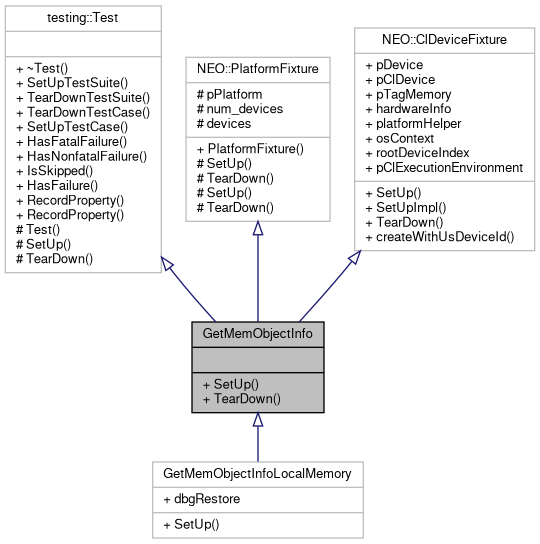 testing::Test
+ ~Test()
+ SetUpTestSuite()
+ TearDownTestSuite()
+ TearDownTestCase()
+ SetUpTestCase()
+ HasFatalFailure()
+ HasNonfatalFailure()
+ IsSkipped()
+ HasFailure()
+ RecordProperty()
+ RecordProperty()
# Test()
# SetUp()
# TearDown()
NEO::PlatformFixture
# pPlatform
# num_devices
# devices
+ PlatformFixture()
# SetUp()
# TearDown()
# SetUp()
# TearDown()
NEO::ClDeviceFixture
+ pDevice
+ pClDevice
+ pTagMemory
+ hardwareInfo
+ platformHelper
+ osContext
+ rootDeviceIndex
+ pClExecutionEnvironment
+ SetUp()
+ SetUpImpl()
+ TearDown()
+ createWithUsDeviceId()
GetMemObjectInfo
+ SetUp()
+ TearDown()
GetMemObjectInfoLocalMemory
+ dbgRestore
+ SetUp()